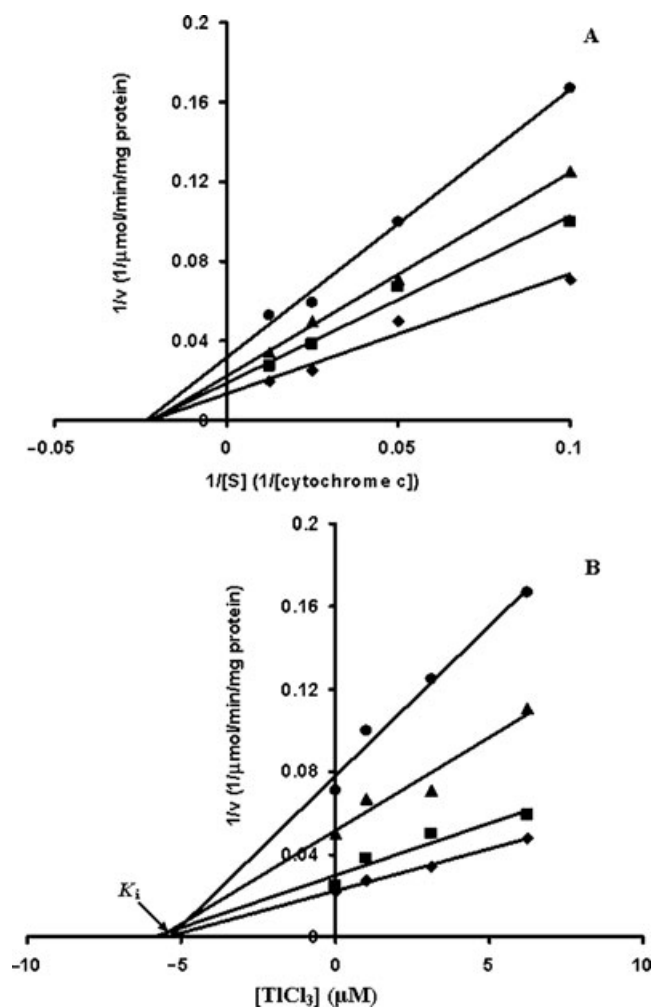 A
0.2
0.16
0.12
0.08
0.04
0
1/v (1/μmol/min/mg protein)
−0.05 0 0.05 0.1
1/[S] (1/[cytochrome c])
B
0.2
0.16
0.12
0.08
0.04
0
1/v (1/μmol/min/mg protein)
Ki
−10 −5 0 5 10
[TlCl3] (μM)